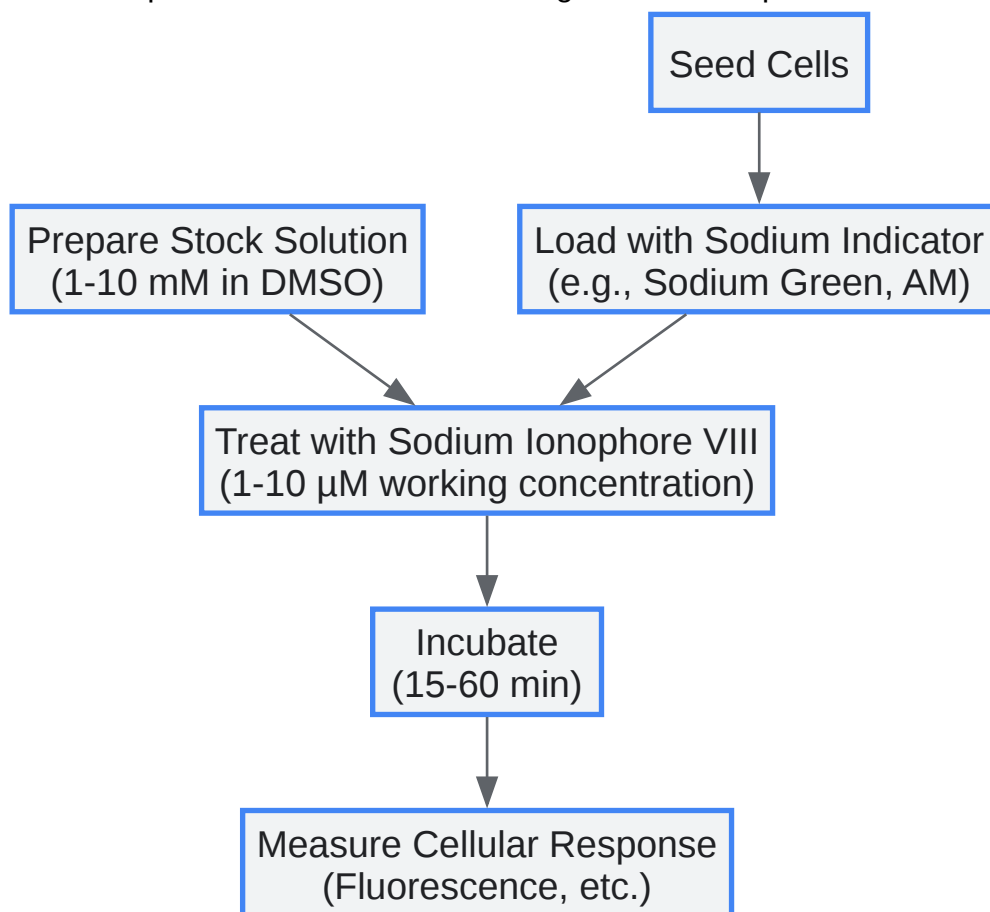 Seed Cells
Prepare Stock Solution
(1-10 mM in DMSO)
Load with Sodium Indicator
(e.g., Sodium Green, AM)
Treat with Sodium Ionophore VIII
(1-10 µM working concentration)
Incubate
(15-60 min)
Measure Cellular Response
(Fluorescence, etc.)